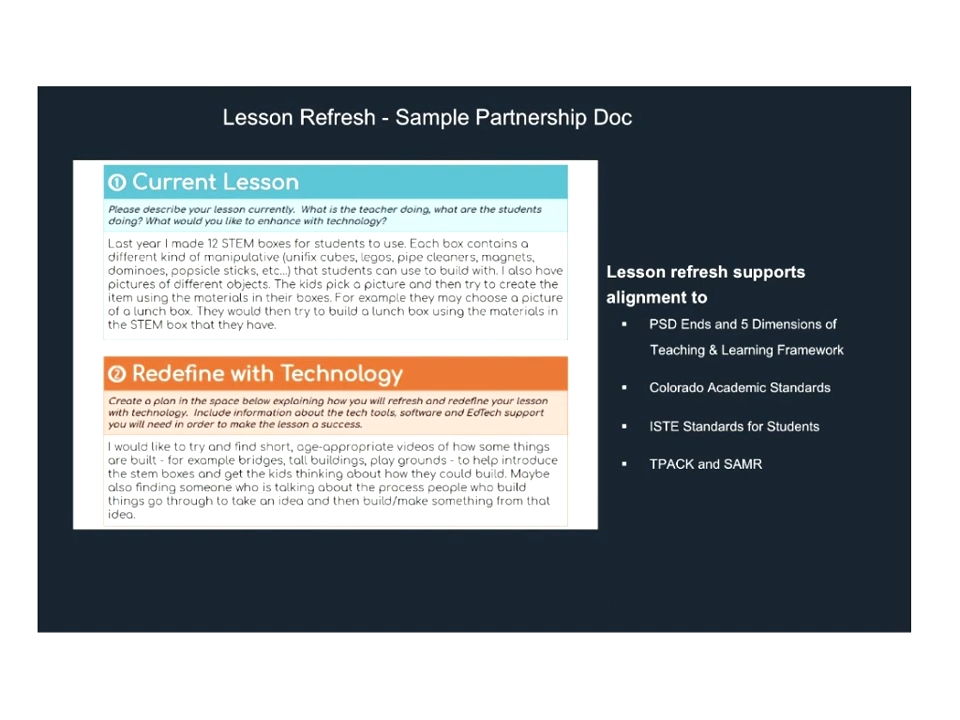 Lesson Refresh - Sample Partnership Doc
① Current Lesson
Please describe your lesson currently. What is the teacher doing, what are the students
doing? What would you like to enhance with technology?
Last year I made 12 STEM boxes for students to use. Each box contains a
different kind of manipulative (unifix cubes, legos, pipe cleaners, magnets,
dominoes, popsicle sticks, etc...) that students can use to build with. I also have
pictures of different objects. The kids pick a picture and then try to create the
item using the materials in their boxes. For example they may choose a picture
of a lunch box. They would then try to build a lunch box using the materials in
the STEM box that they have.
② Redefine with Technology
Create a plan in the space below explaining how you will refresh and redefine your lesson
with technology. Include information about the tech tools, software and EdTech support
you will need in order to make the lesson a success.
I would like to try and find short, age-appropriate videos of how some things
are built - for example bridges, tall buildings, play grounds - to help introduce
the stem boxes and get the kids thinking about how they could build. Maybe
also finding someone who is talking about the process people who build
things go through to take an idea and then build/make something from that
idea.
Lesson refresh supports
alignment to
▪ PSD Ends and 5 Dimensions of
Teaching & Learning Framework
▪ Colorado Academic Standards
▪ ISTE Standards for Students
▪ TPACK and SAMR